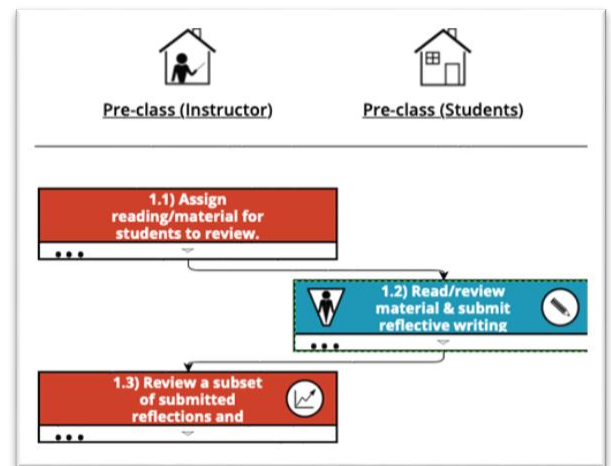 Pre-class (Instructor)
Pre-class (Students)
1.1) Assign
reading/material for
students to review.
1.2) Read/review
material & submit
reflective writing
1.3) Review a subset
of submitted
reflections and